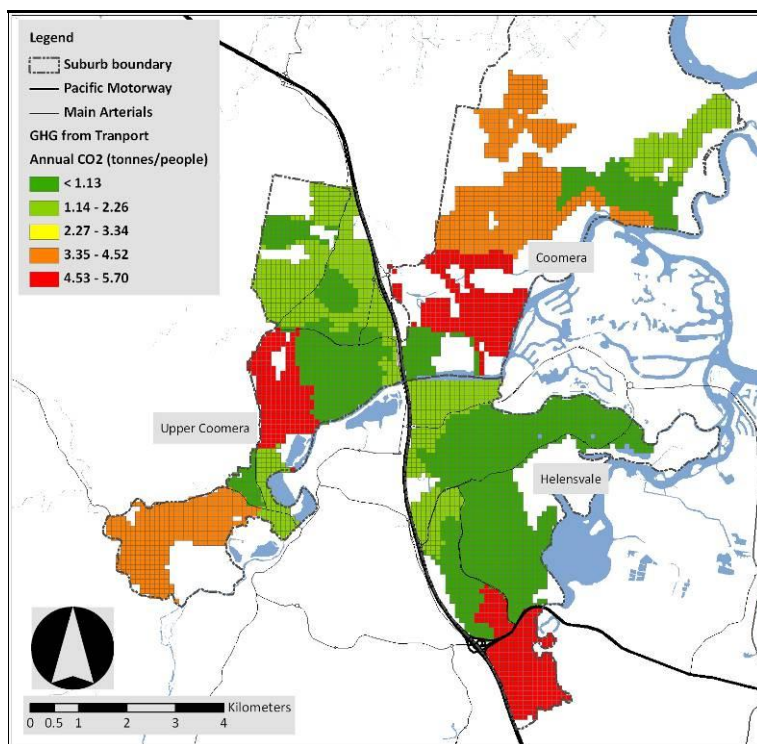 Legend
Suburb boundary
Pacific Motorway
Main Arterials
GHG from Tranport
Annual CO2 (tonnes/people)
< 1.13
1.14 - 2.26
2.27 - 3.34
3.35 - 4.52
4.53 - 5.70
Coomera
Upper Coomera
Helensvale
Kilometers
0 0.5 1 2 3 4